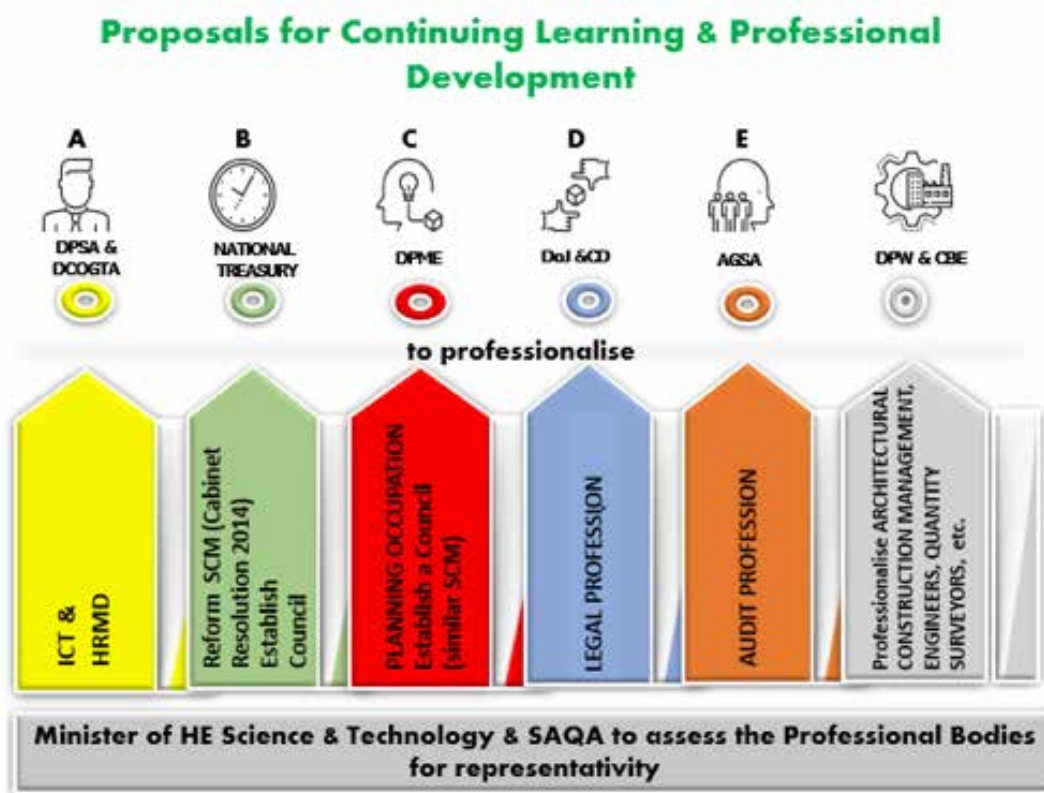 Proposals for Continuing Learning & Professional
Development
A
B
C
D
E
DPSA &
DCOGTA
NATIONAL
TREASURY
DPME
DoJ &CD
AGSA
DPW & CBE
to professionalise
ICT &
HRMD
Reform SCM (Cabinet
Resolution 2014)
Establish
Council
PLANNING OCCUPATION
Establish a Council
(similar SCM)
LEGAL PROFESSION
AUDIT PROFESSION
Professionalise ARCHITECTURAL
CONSTRUCTION MANAGEMENT,
ENGINEERS, QUANTITY
SURVEYORS, etc.
Minister of HE Science & Technology & SAQA to assess the Professional Bodies
for representativity